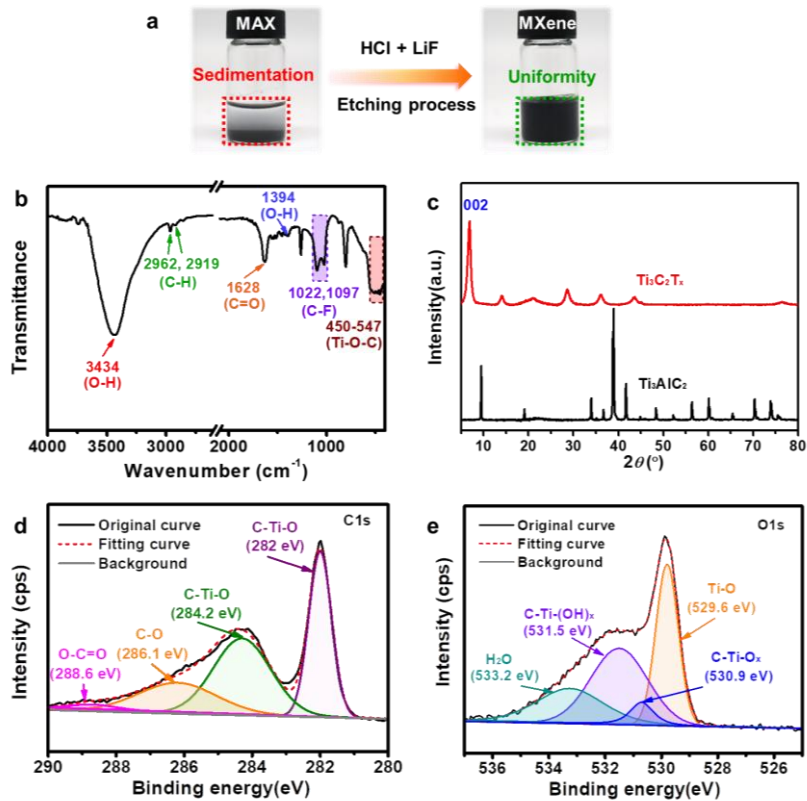 a
MAX
Sedimentation
HCl + LiF
Etching process
MXene
Uniformity
b
Transmittance
3434
(O-H)
2962, 2919
(C-H)
1628
(C=O)
1394
(O-H)
1022,1097
(C-F)
450-547
(Ti-O-C)
4000 3000 2000 1000
Wavenumber (cm⁻¹)
c
Intensity(a.u.)
002
Ti₃C₂Tₓ
Ti₃AlC₂
10 20 30 40 50 60 70 80
2θ(°)
d
Intensity (cps)
Original curve
Fitting curve
Background
C1s
C-Ti-O
(282 eV)
C-Ti-O
(284.2 eV)
C-O
(286.1 eV)
O-C=O
(288.6 eV)
290 288 286 284 282 280
Binding energy(eV)
e
Intensity (cps)
Original curve
Fitting curve
Background
O1s
Ti-O
(529.6 eV)
C-Ti-(OH)ₓ
(531.5 eV)
H₂O
(533.2 eV)
C-Ti-Oₓ
(530.9 eV)
536 534 532 530 528 526
Binding energy(eV)